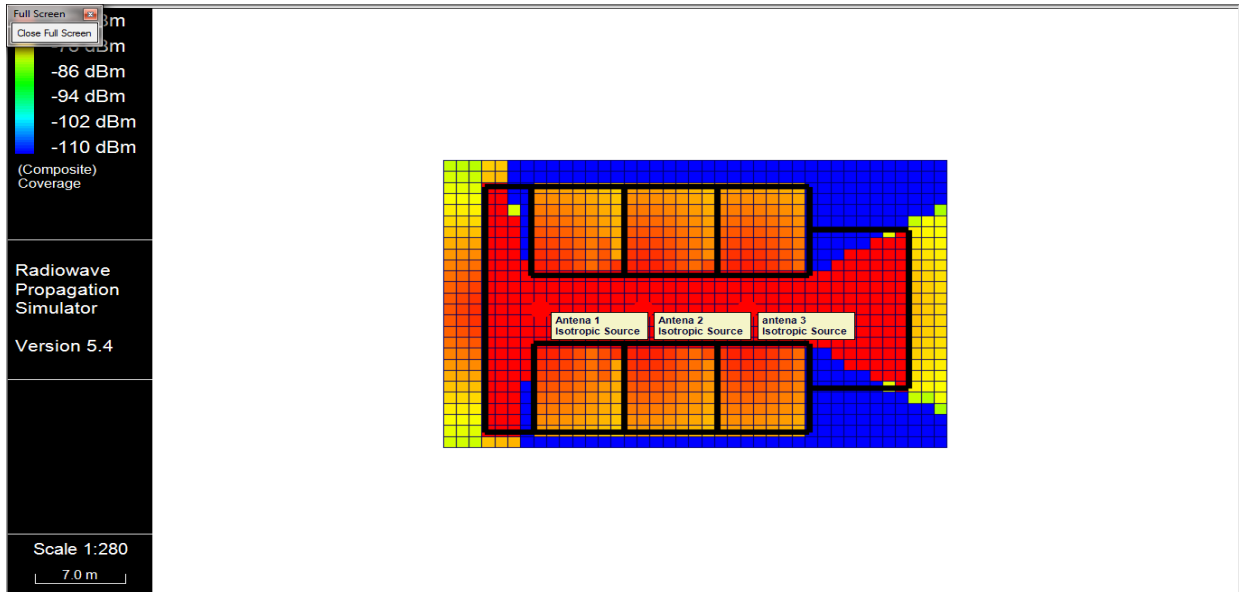 Full Screen
Close Full Screen
-86 dBm
-94 dBm
-102 dBm
-110 dBm
(Composite)
Coverage
Radiowave
Propagation
Simulator
Version 5.4
Scale 1:280
7.0 m
Antena 1
Isotropic Source
Antena 2
Isotropic Source
antena 3
Isotropic Source